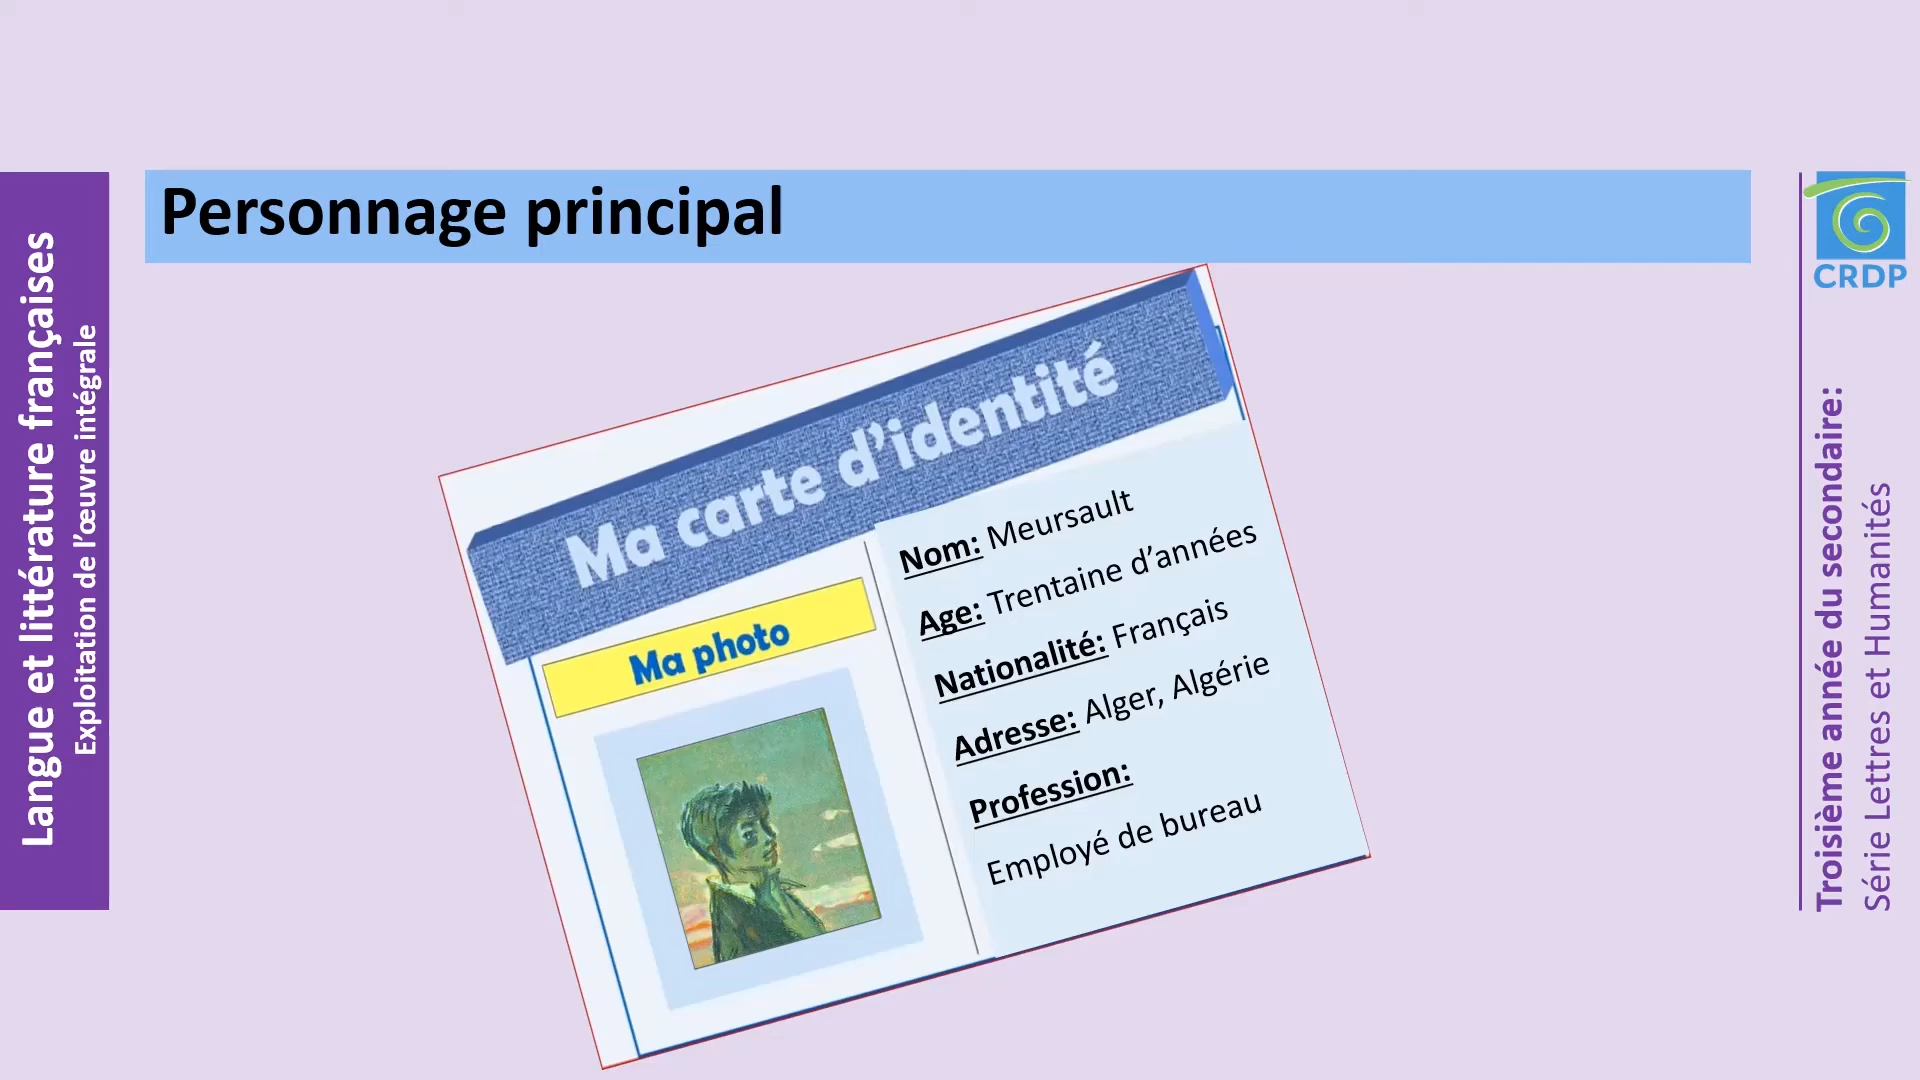 Personnage principal
Langue et littérature françaises
Exploitation de l'œuvre intégrale
Ma carte d'identité
Ma photo
Nom: Meursault
Age: Trentaine d'années
Nationalité: Français
Adresse: Alger, Algérie
Profession:
Employé de bureau
CRDP
Troisième année du secondaire:
Série Lettres et Humanités